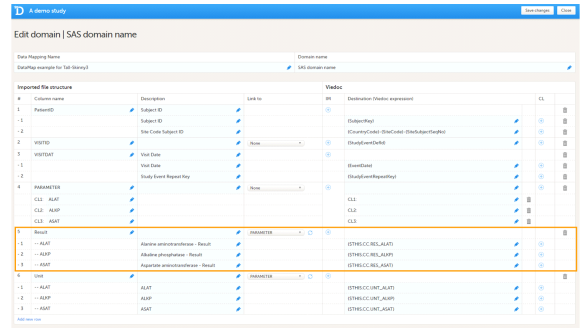 A demo study
Save changes
Close
Edit domain | SAS domain name
Data Mapping Name
Domain name
DataMap example for Tall-Skinny3
SAS domain name
Imported file structure
Viedoc
# Column name Description Link to IM Destination (Viedoc expression) CL
1 PatientID Subject ID
- 1 Subject ID {SubjectKey}
- 2 Site Code Subject ID {CountryCode}-{SiteCode}-{SiteSubjectSeqNo}
2 VISITID None {StudyEventDefId}
3 VISITDAT Visit Date
- 1 Visit Date {EventDate}
- 2 Study Event Repeat Key {StudyEventRepeatKey}
4 PARAMETER None
CL1: ALAT CL1:
CL2: ALKP CL2:
CL3: ASAT CL3:
5 Result PARAMETER
- 1 -- ALAT Alanine aminotransferase - Result {$THIS.CC.RES_ALAT}
- 2 -- ALKP Alkaline phosphatase - Result {$THIS.CC.RES_ALKP}
- 3 -- ASAT Aspartate aminotransferase - Result {$THIS.CC.RES_ASAT}
6 Unit PARAMETER
- 1 -- ALAT ALAT {$THIS.CC.UNT_ALAT}
- 2 -- ALKP ALKP {$THIS.CC.UNT_ALKP}
- 3 -- ASAT ASAT {$THIS.CC.UNT_ASAT}
Add new row